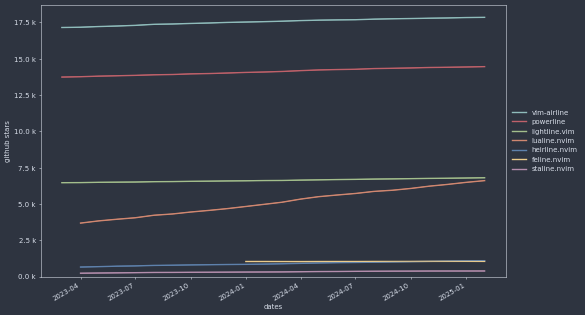 17.5 k
15.0 k
12.5 k
10.0 k
7.5 k
5.0 k
2.5 k
0.0 k
github stars
2023-04
2023-07
2023-10
2024-01
2024-04
2024-07
2024-10
2025-01
dates
vim-airline
powerline
lightline.vim
lualine.nvim
heirline.nvim
feline.nvim
staline.nvim